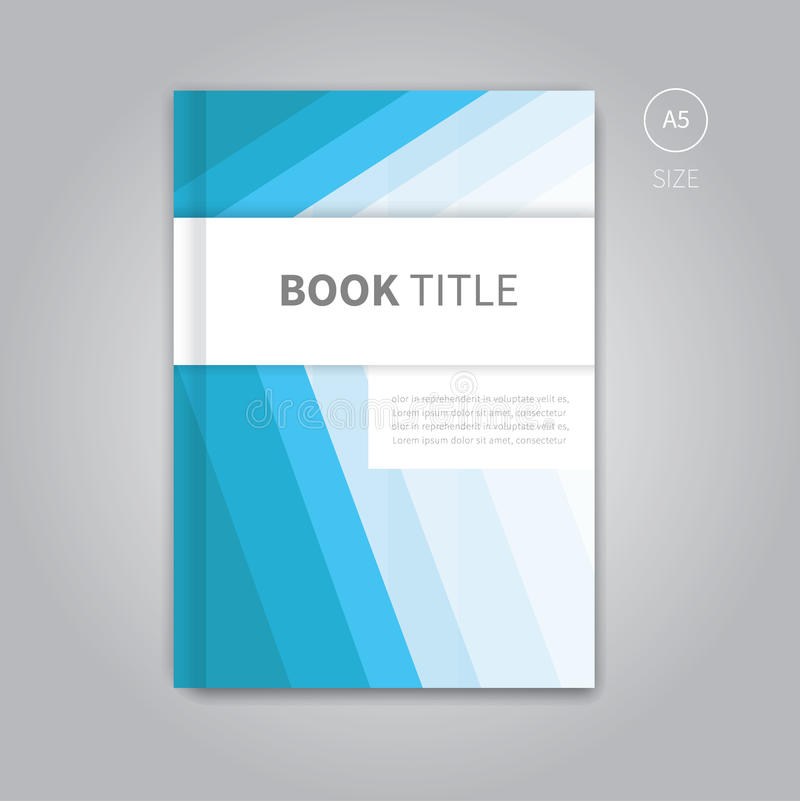 A5
SIZE
BOOK TITLE
olor in reprehenderit in voluptate velit es,
Lorem ipsum dolor sit amet, consectetur
olor in reprehenderit in voluptate velit es,
Lorem ipsum dolor sit amet, consectetur
dreamstime